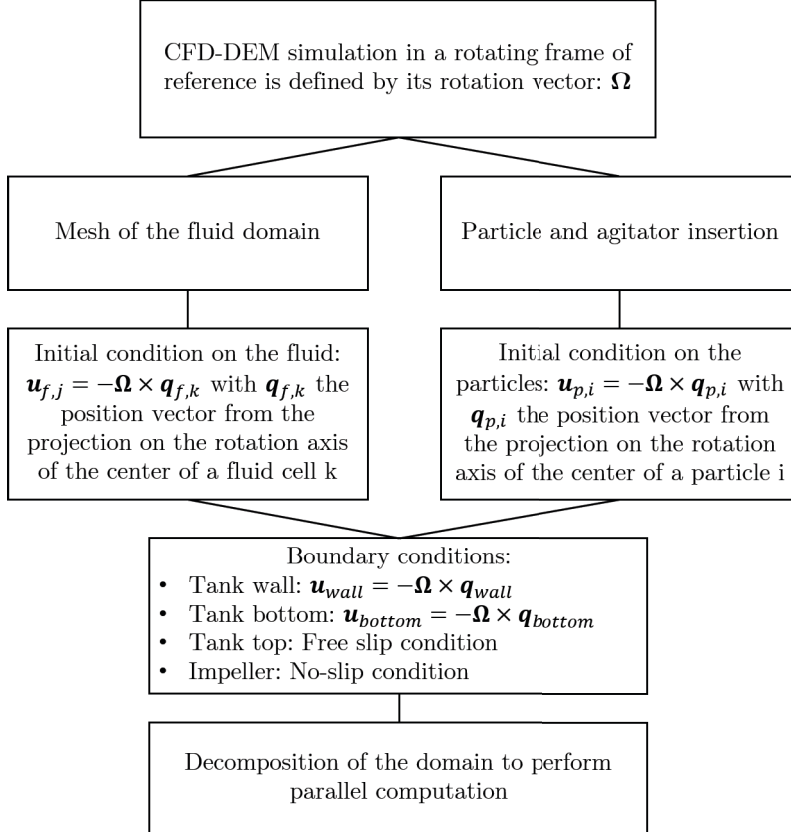 CFD-DEM simulation in a rotating frame of
reference is defined by its rotation vector: Ω
Mesh of the fluid domain
Particle and agitator insertion
Initial condition on the fluid:
u_{f,j} = −Ω × q_{f,k} with q_{f,k} the
position vector from the
projection on the rotation axis
of the center of a fluid cell k
Initial condition on the
particles: u_{p,i} = −Ω × q_{p,i} with
q_{p,i} the position vector from
the projection on the rotation
axis of the center of a particle i
Boundary conditions:
• Tank wall: u_{wall} = −Ω × q_{wall}
• Tank bottom: u_{bottom} = −Ω × q_{bottom}
• Tank top: Free slip condition
• Impeller: No-slip condition
Decomposition of the domain to perform
parallel computation